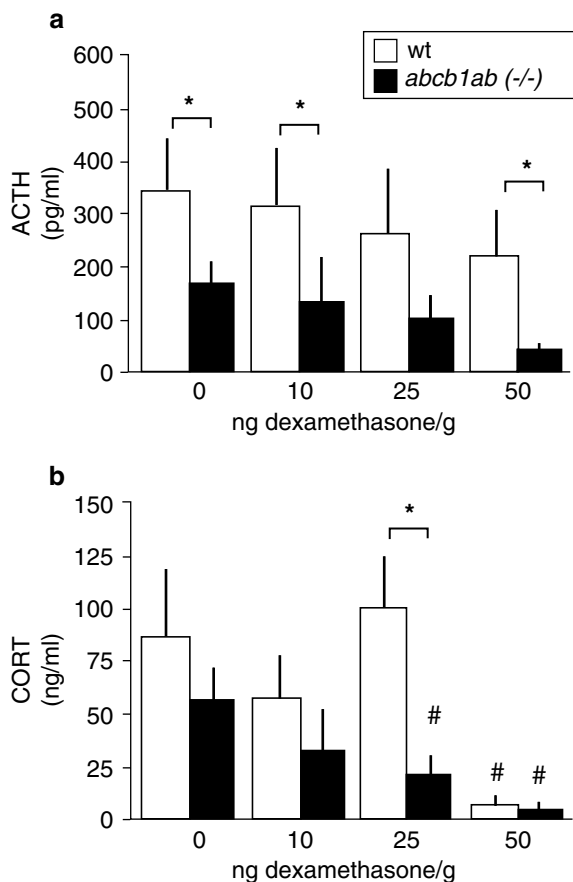 a
wt
abcb1ab (-/-)
ACTH
(pg/ml)
600
500
400
300
200
100
0
* * *
0 10 25 50
ng dexamethasone/g
b
CORT
(ng/ml)
150
125
100
75
50
25
0
*
# # #
0 10 25 50
ng dexamethasone/g